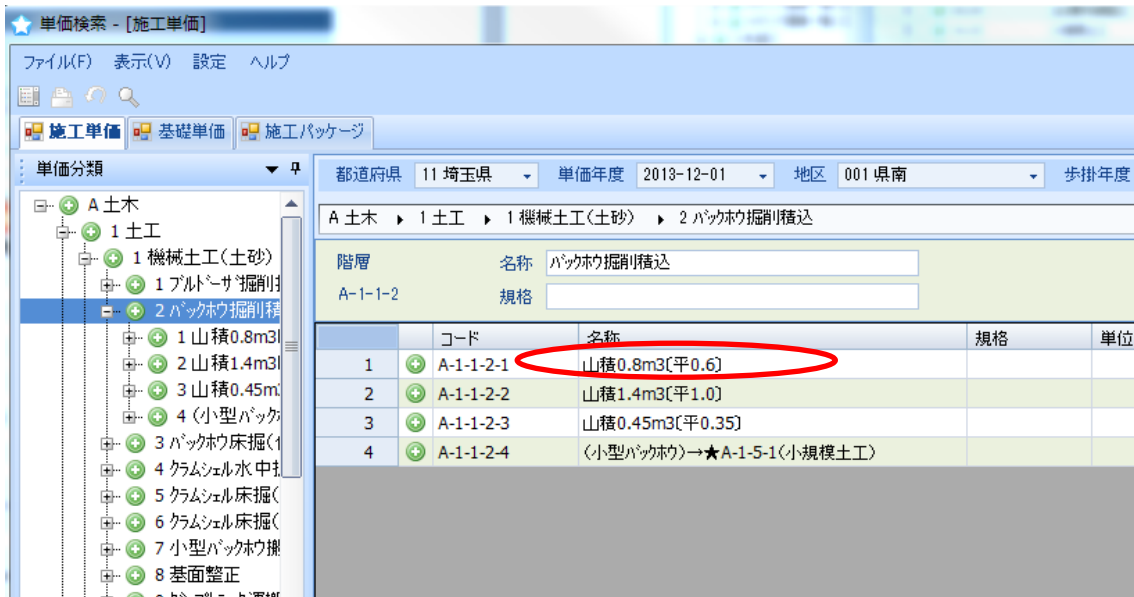 単価検索 - [施工単価]
ファイル(F) 表示(V) 設定 ヘルプ
施工単価 基礎単価 施工パッケージ
単価分類
A 土木
1 土工
1 機械土工(土砂)
1 ブルドーザ掘削
2 バックホウ掘削積
1 山積0.8m3
2 山積1.4m3
3 山積0.45m
4 (小型バック
3 バックホウ床掘(
4 クラムシェル水中
5 クラムシェル床掘(
6 クラムシェル床掘(
7 小型バックホウ
8 基面整正
都道府県 11 埼玉県 単価年度 2013-12-01 地区 001 県南 歩掛年度
A 土木 1 土工 1 機械土工(土砂) 2 バックホウ掘削積込
階層 名称 バックホウ掘削積込
A-1-1-2 規格
コード 名称 規格 単位
1 A-1-1-2-1 山積0.8m3[平0.6]
2 A-1-1-2-2 山積1.4m3[平1.0]
3 A-1-1-2-3 山積0.45m3[平0.35]
4 A-1-1-2-4 (小型バックホウ)→★A-1-5-1(小規模土工)